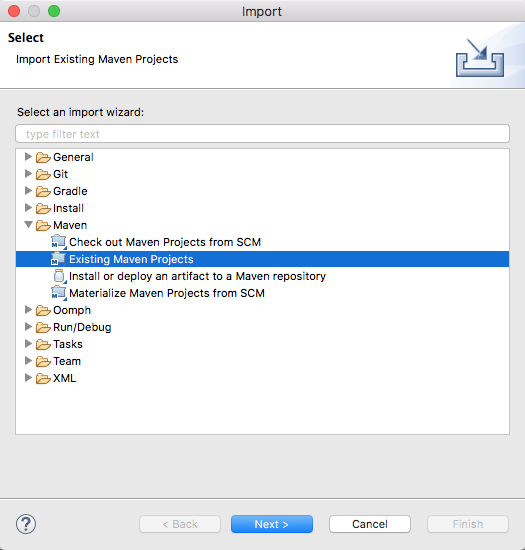 Import
Select
Import Existing Maven Projects
Select an import wizard:
type filter text
General
Git
Gradle
Install
Maven
Check out Maven Projects from SCM
Existing Maven Projects
Install or deploy an artifact to a Maven repository
Materialize Maven Projects from SCM
Oomph
Run/Debug
Tasks
Team
XML
? < Back Next > Cancel Finish